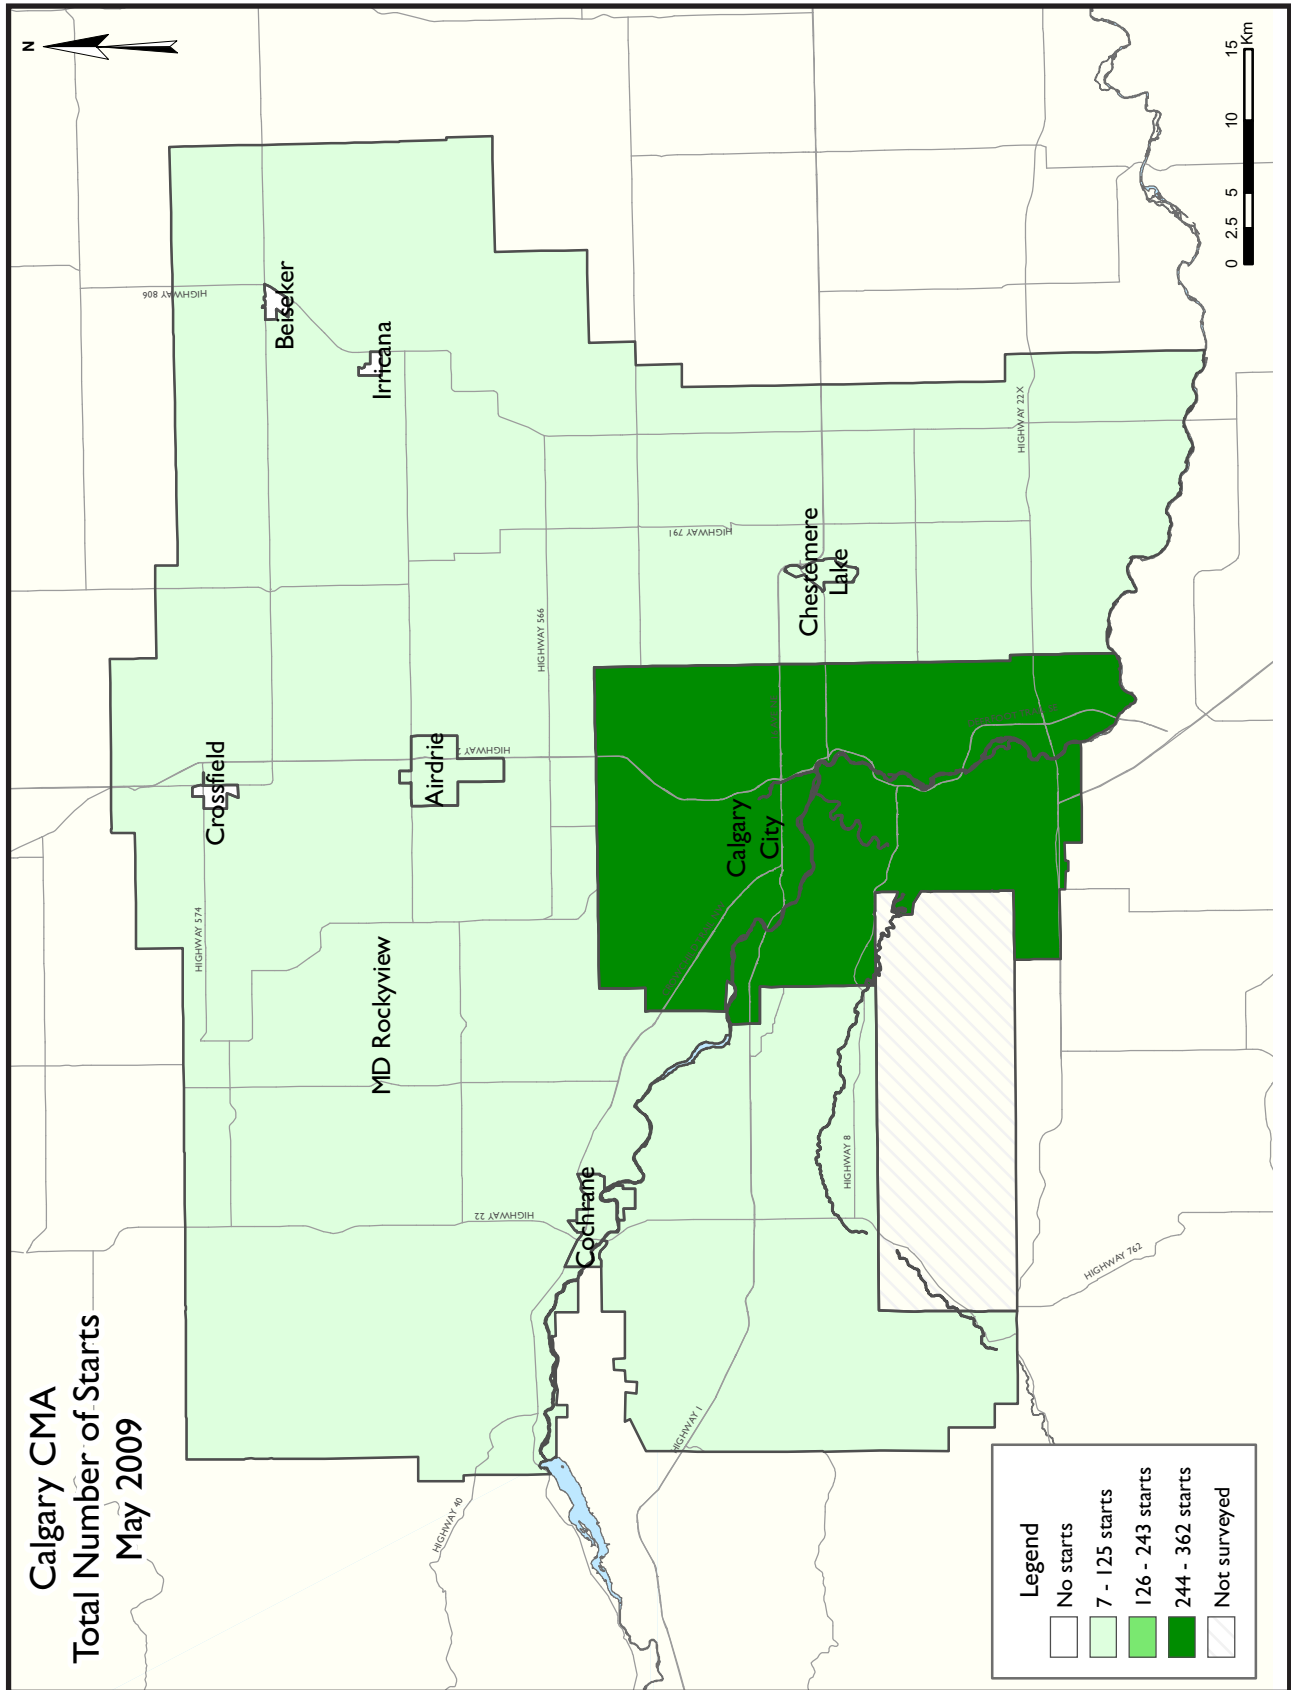 Calgary CMA
Total Number of Starts
May 2009
N
HIGHWAY 806
Beiseker
Irricana
Crossfield
HIGHWAY 574
Airdrie
HIGHWAY 2
HIGHWAY 566
MD Rockyview
HIGHWAY 791
Chestemere
Lake
HIGHWAY 22X
Calgary
City
HIGHWAY 22
Cochrane
HIGHWAY 8
HIGHWAY 1
HIGHWAY 40
HIGHWAY 762
Legend
No starts
7 - 125 starts
126 - 243 starts
244 - 362 starts
Not surveyed
0 2.5 5 10 15
Km